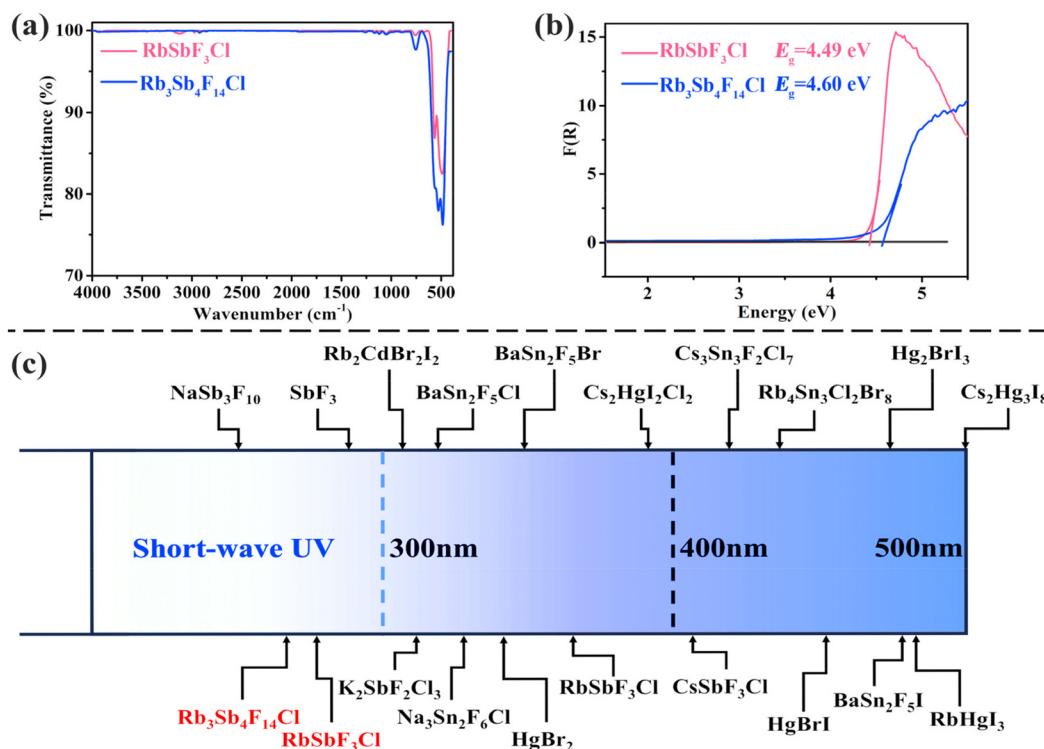 (a)
100
90
80
70
Transmittance (%)
RbSbF₃Cl
Rb₃Sb₄F₁₄Cl
4000 3500 3000 2500 2000 1500 1000 500
Wavenumber (cm⁻¹)
(b)
15
10
5
0
F(R)
RbSbF₃Cl E_g=4.49 eV
Rb₃Sb₄F₁₄Cl E_g=4.60 eV
2 3 4 5
Energy (eV)
(c)
Rb₂CdBr₂I₂ BaSn₂F₅Br Cs₃Sn₃F₂Cl₇ Hg₂BrI₃
NaSb₃F₁₀ SbF₃ BaSn₂F₅Cl Cs₂HgI₂Cl₂ Rb₄Sn₃Cl₂Br₈ Cs₂Hg₃I₈
Short-wave UV 300nm 400nm 500nm
K₂SbF₂Cl₃ RbSbF₃Cl CsSbF₃Cl BaSn₂F₅I
Rb₃Sb₄F₁₄Cl Na₃Sn₂F₆Cl HgBrI RbHgI₃
RbSbF₃Cl HgBr₂